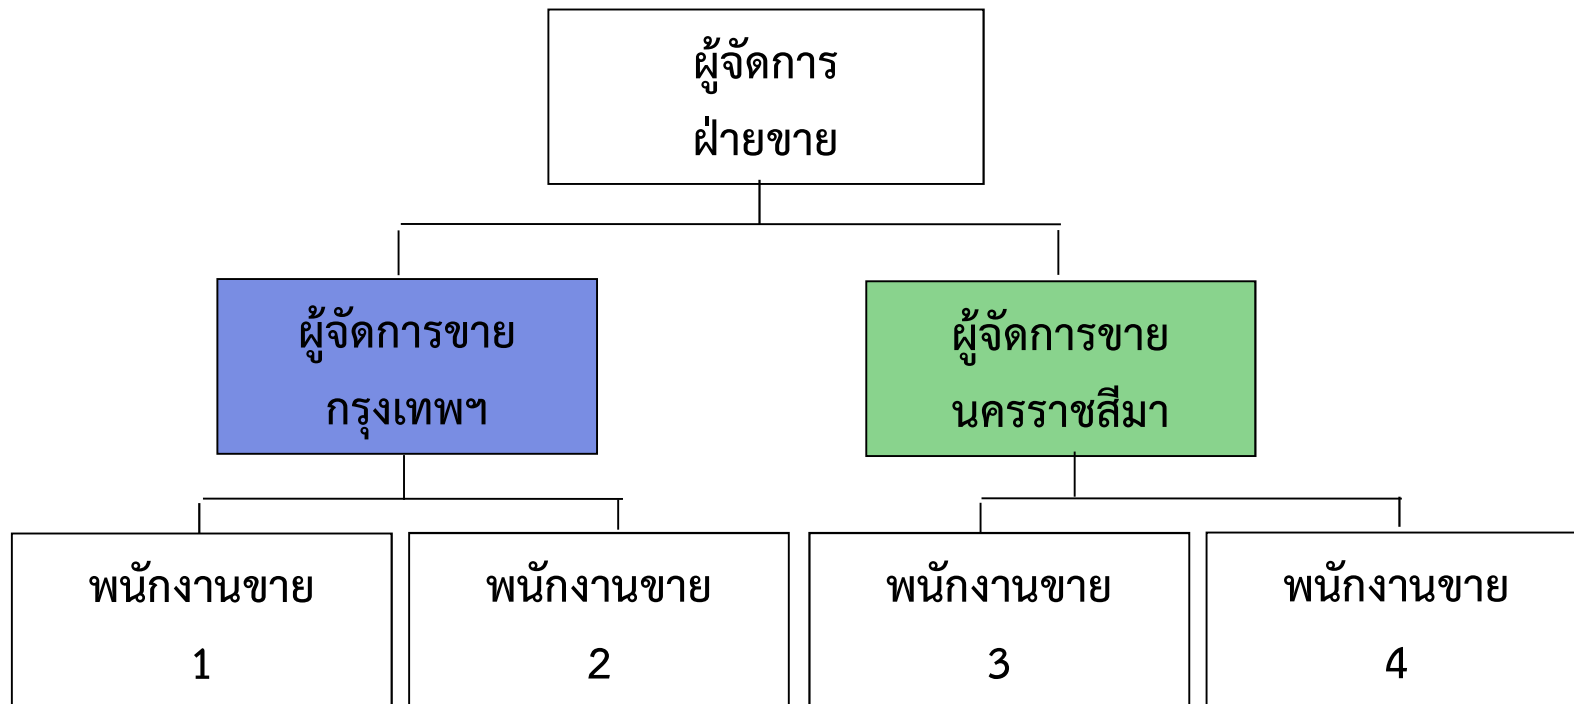 ผู้จัดการ
ฝ่ายขาย
ผู้จัดการขาย
กรุงเทพฯ
ผู้จัดการขาย
นครราชสีมา
พนักงานขาย
1
พนักงานขาย
2
พนักงานขาย
3
พนักงานขาย
4